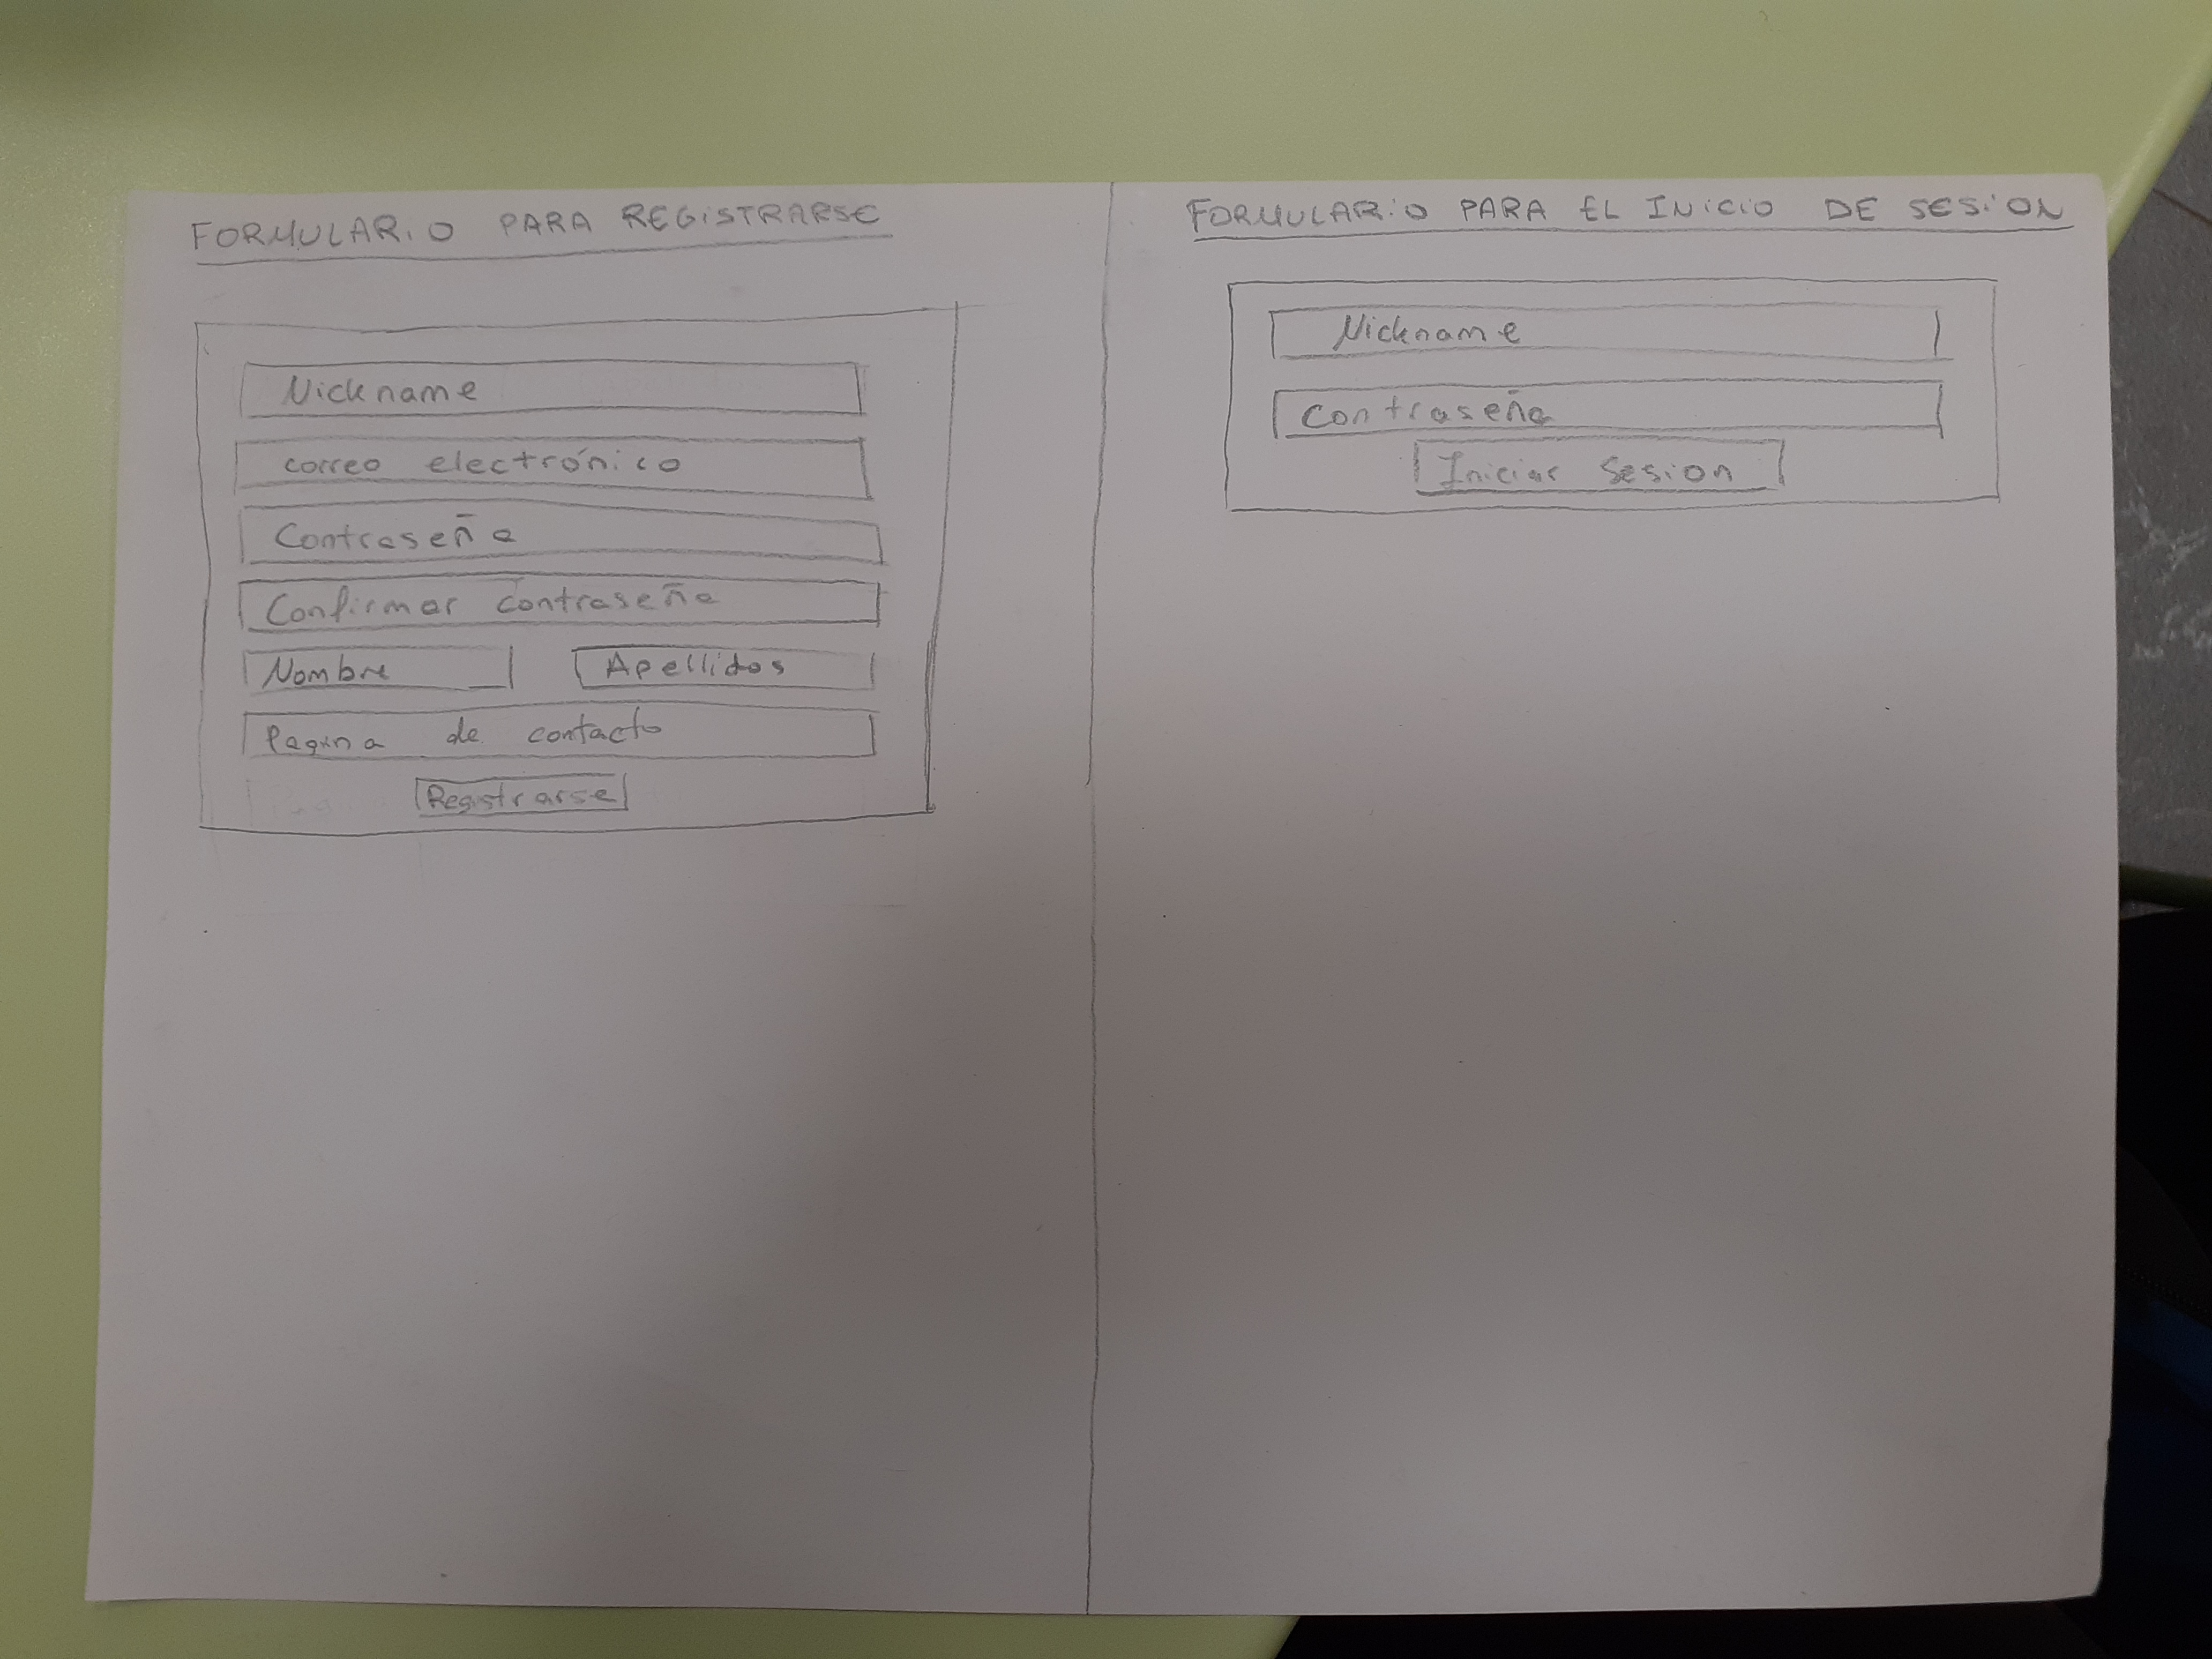 FORMULARIO PARA REGISTRARSE
Nickname
correo electrónico
Contraseña
Confirmar contraseña
Nombre Apellidos
Pagina de contacto
Registrarse
FORMULARIO PARA EL INICIO DE SESION
Nickname
Contraseña
Iniciar Sesion